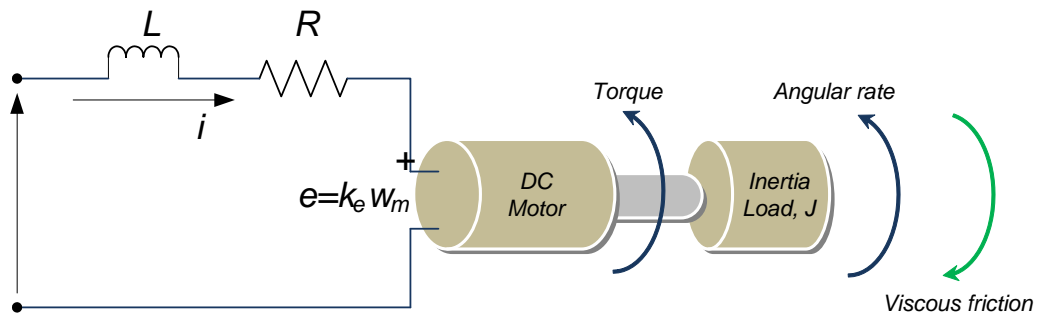 L
R
i
+
e=kₑwₘ
DC
Motor
Torque
Inertia
Load, J
Angular rate
Viscous friction